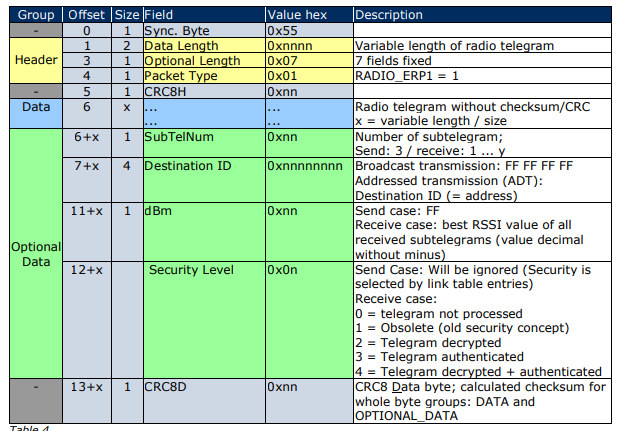 Group Offset Size Field Value hex Description
- 0 1 Sync. Byte 0x55
Header 1 2 Data Length 0xnnnn Variable length of radio telegram
3 1 Optional Length 0x07 7 fields fixed
4 1 Packet Type 0x01 RADIO_ERP1 = 1
- 5 1 CRC8H 0xnn
Data 6 x ... ... Radio telegram without checksum/CRC
... ... x = variable length / size
Optional Data 6+x 1 SubTelNum 0xnn Number of subtelegram;
Send: 3 / receive: 1 ... y
7+x 4 Destination ID 0xnnnnnnnn Broadcast transmission: FF FF FF FF
Addressed transmission (ADT):
Destination ID (= address)
11+x 1 dBm 0xnn Send case: FF
Receive case: best RSSI value of all
received subtelegrams (value decimal
without minus)
12+x Security Level 0x0n Send Case: Will be ignored (Security is
selected by link table entries)
Receive case:
0 = telegram not processed
1 = Obsolete (old security concept)
2 = Telegram decrypted
3 = Telegram authenticated
4 = Telegram decrypted + authenticated
- 13+x 1 CRC8D 0xnn CRC8 Data byte; calculated checksum for
whole byte groups: DATA and
OPTIONAL_DATA
Table 4